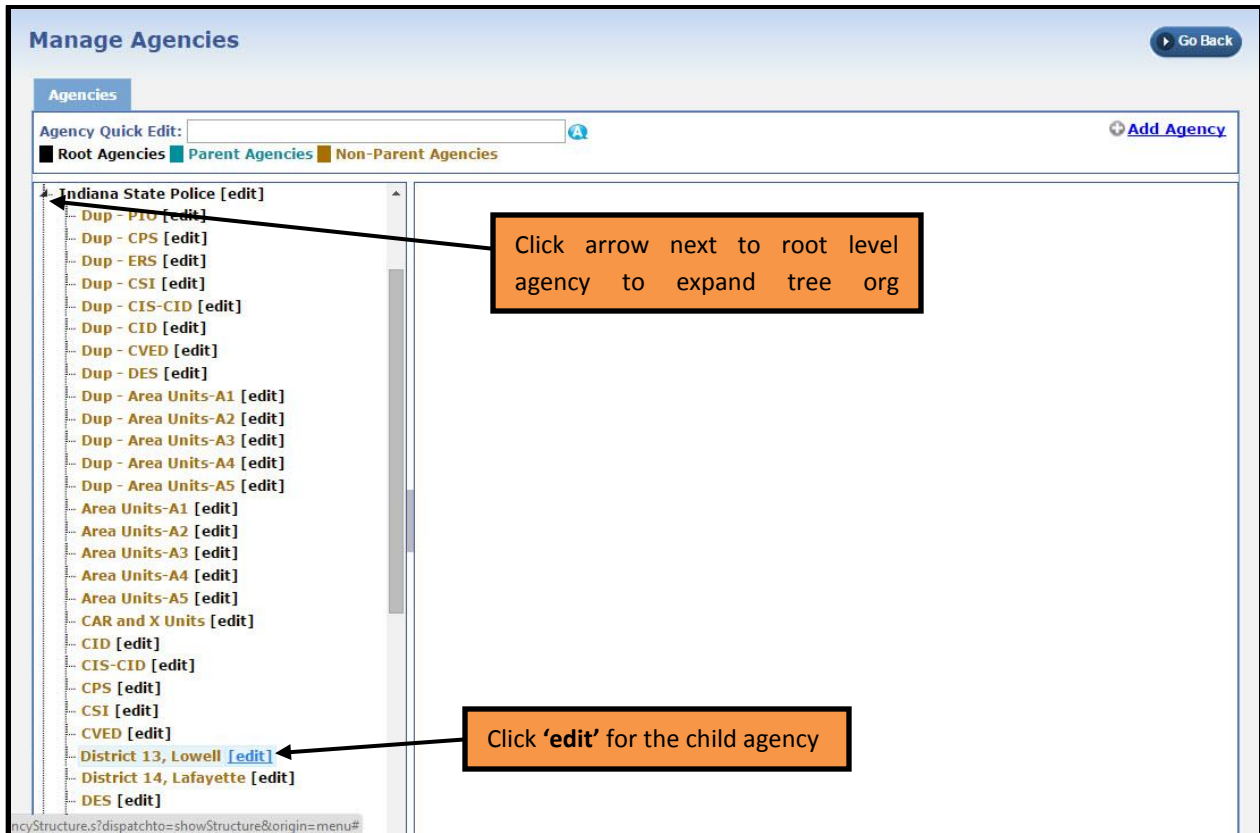 Manage Agencies
Go Back
Agencies
Agency Quick Edit:
A
Add Agency
Root Agencies Parent Agencies Non-Parent Agencies
Indiana State Police [edit]
Dup - PIO [edit]
Dup - CPS [edit]
Dup - ERS [edit]
Dup - CSI [edit]
Dup - CIS-CID [edit]
Dup - CID [edit]
Dup - CVED [edit]
Dup - DES [edit]
Dup - Area Units-A1 [edit]
Dup - Area Units-A2 [edit]
Dup - Area Units-A3 [edit]
Dup - Area Units-A4 [edit]
Dup - Area Units-A5 [edit]
Area Units-A1 [edit]
Area Units-A2 [edit]
Area Units-A3 [edit]
Area Units-A4 [edit]
Area Units-A5 [edit]
CAR and X Units [edit]
CID [edit]
CIS-CID [edit]
CPS [edit]
CSI [edit]
CVED [edit]
District 13, Lowell [edit]
District 14, Lafayette [edit]
DES [edit]
ncyStructure.s?dispatchto=showStructure&origin=menu#
Click arrow next to root level
agency to expand tree org
Click ‘edit’ for the child agency